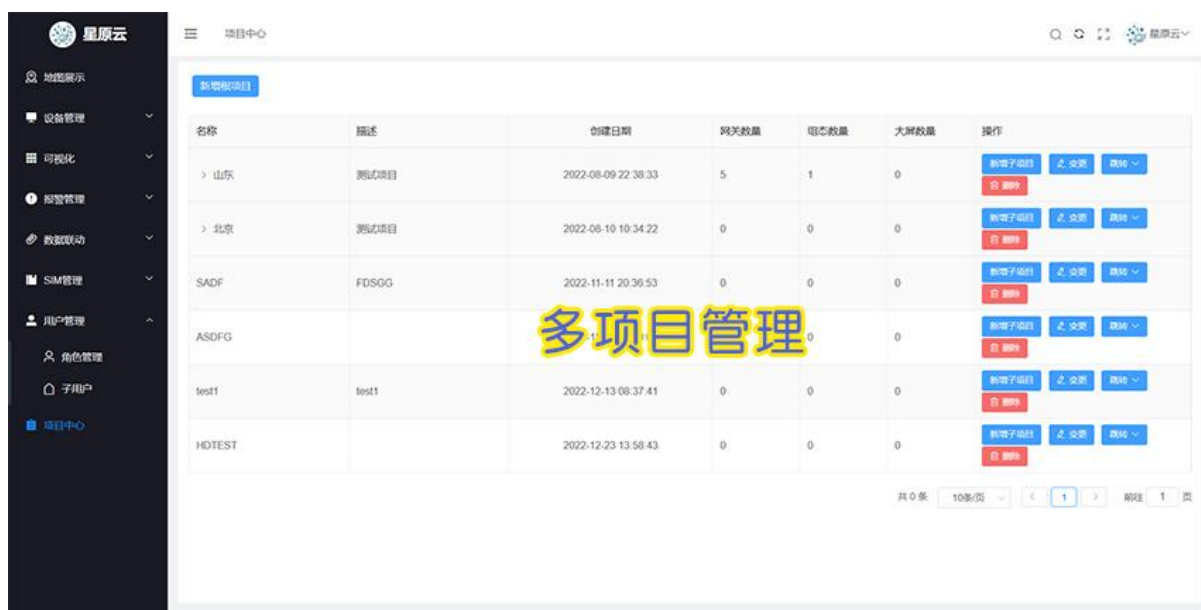 星原云
项目中心
星原云
地图展示
设备管理
可视化
报警管理
数据联动
SIM管理
用户管理
角色管理
子用户
项目中心
新增根项目
名称 描述 创建日期 网关数量 组态数量 大屏数量 操作
山东 测试项目 2022-08-09 22:38:33 5 1 0 新增子项目 变更 跳转
删除
北京 测试项目 2022-08-10 10:34:22 0 0 0 新增子项目 变更 跳转
删除
SADF FDSGG 2022-11-11 20:36:53 0 0 0 新增子项目 变更 跳转
删除
ASDFG 0 0 新增子项目 变更 跳转
删除
多项目管理
test1 test1 2022-12-13 08:37:41 0 0 0 新增子项目 变更 跳转
删除
HDTEST 2022-12-23 13:58:43 0 0 0 新增子项目 变更 跳转
删除
共 0 条 10条/页 1 前往 1 页